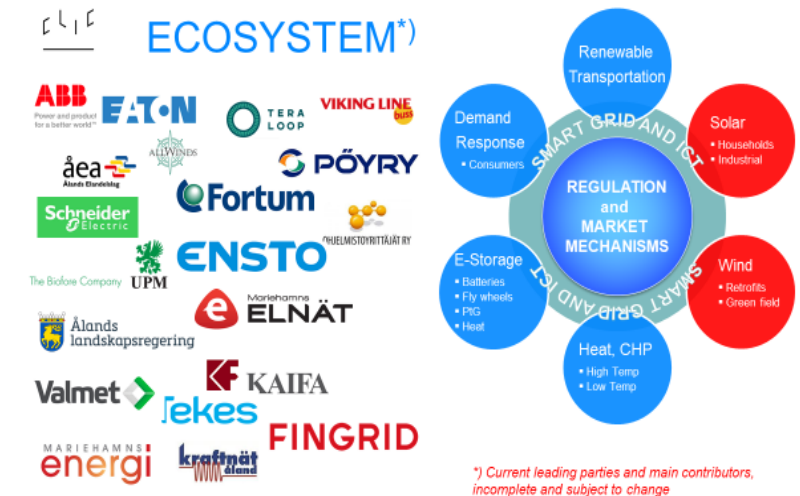 CLIC
ECOSYSTEM*)
ABB
Power and product
for a better world™
EATON
TERA
LOOP
VIKING LINE
buss
ALLWINDS
åea
Ålands Elandelslag
PÖYRY
Fortum
Schneider
Electric
OHJELMISTOYRITTÄJÄT RY
ENSTO
The Biofore Company UPM
Mariehamns
ELNÄT
Ålands
landskapsregering
Valmet
KAIFA
Tekes
FINGRID
MARIEHAMNS
energi
kraftnät
åland
Renewable
Transportation
Demand
Response
▪ Consumers
Solar
▪ Households
▪ Industrial
SMART GRID AND ICT
REGULATION
and
MARKET
MECHANISMS
E-Storage
▪ Batteries
▪ Fly wheels
▪ PtG
▪ Heat
Wind
▪ Retrofits
▪ Green field
SMART GRID AND ICT
Heat, CHP
▪ High Temp
▪ Low Temp
*) Current leading parties and main contributors,
incomplete and subject to change